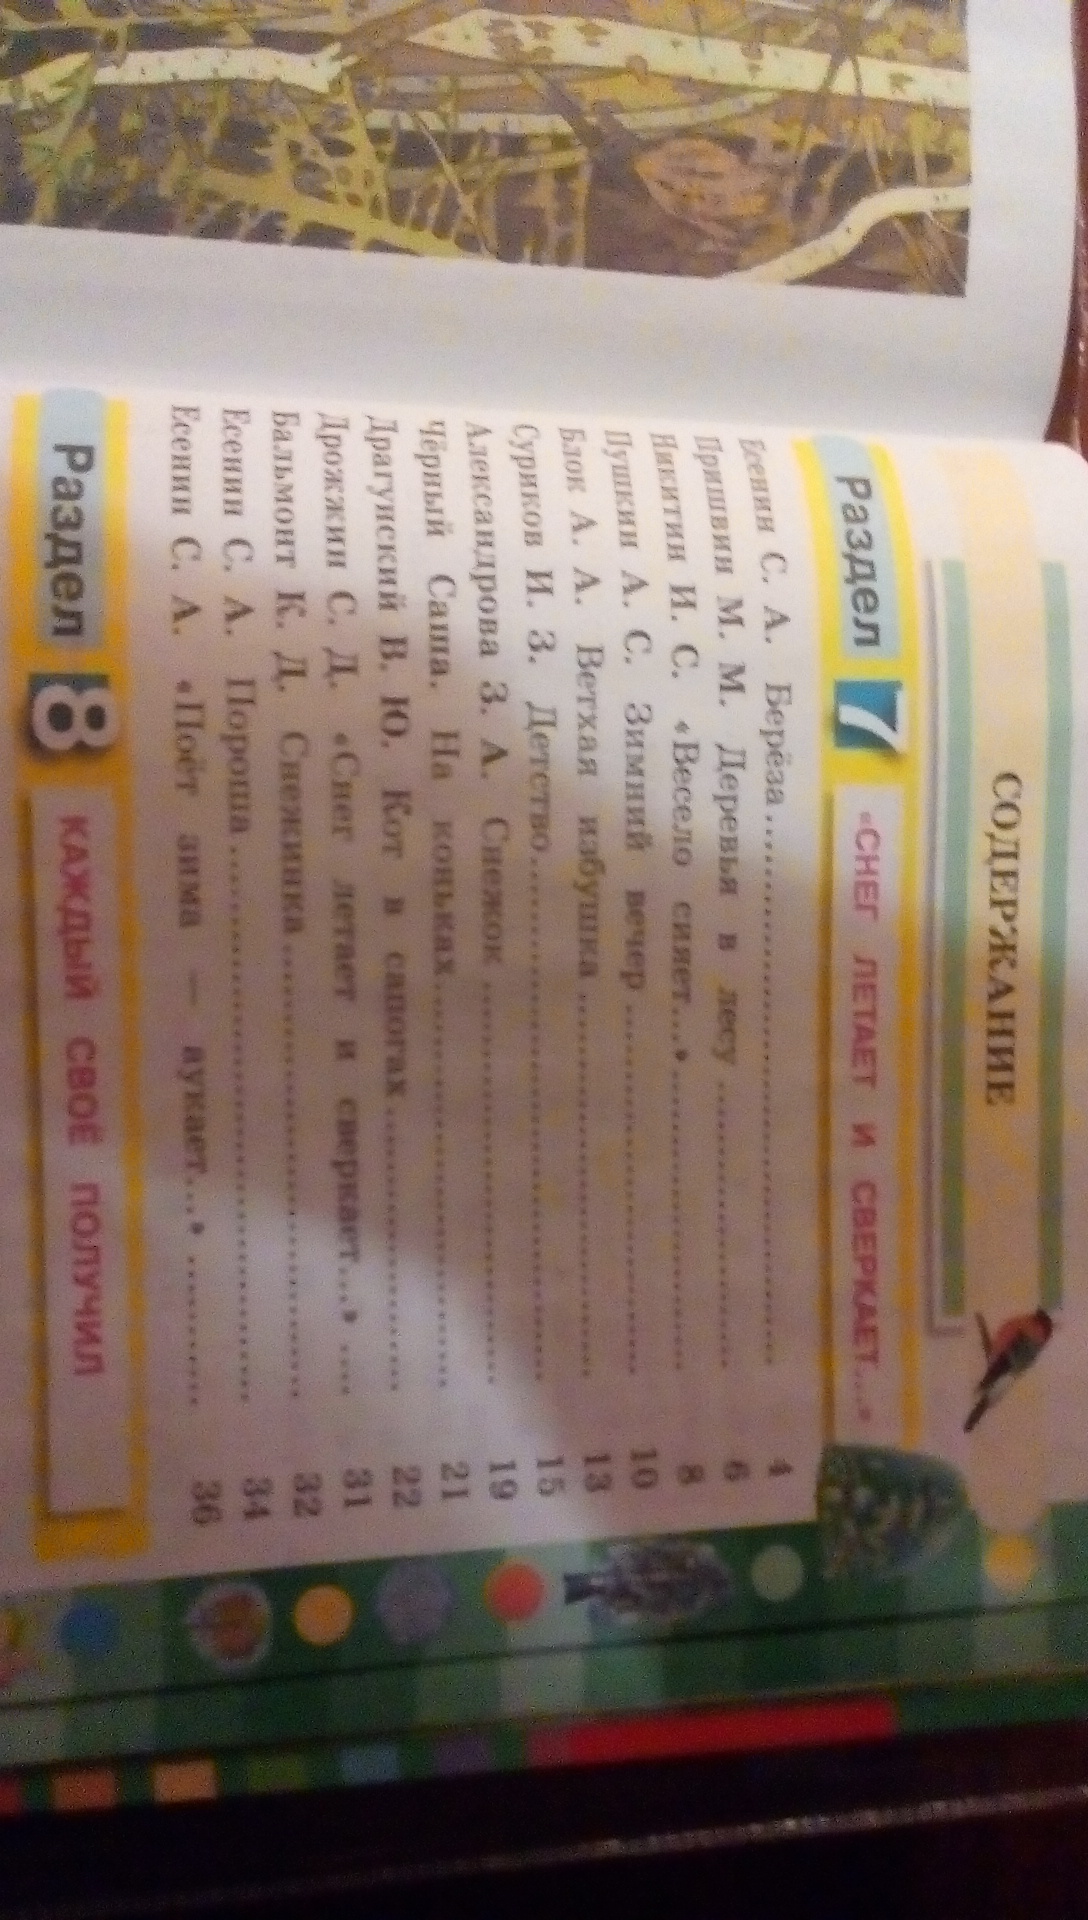 СОДЕРЖАНИЕ
Раздел 7 «СНЕГ ЛЕТАЕТ И СВЕРКАЕТ...»
Есенин С. А. Берёза 4
Пришвин М. М. Деревья в лесу 6
Никитин И. С. «Весело сияет...» 8
Пушкин А. С. Зимний вечер 10
Блок А. А. Ветхая избушка 13
Суриков И. З. Детство 15
Александрова З. А. Снежок 19
Чёрный Саша. На коньках 21
Драгунский В. Ю. Кот в сапогах 22
Дрожжин С. Д. «Снег летает и сверкает...» 31
Бальмонт К. Д. Снежинка 32
Есенин С. А. Пороша 34
Есенин С. А. «Поёт зима — аукает...» 36
Раздел 8 КАЖДЫЙ СВОЁ ПОЛУЧИЛ